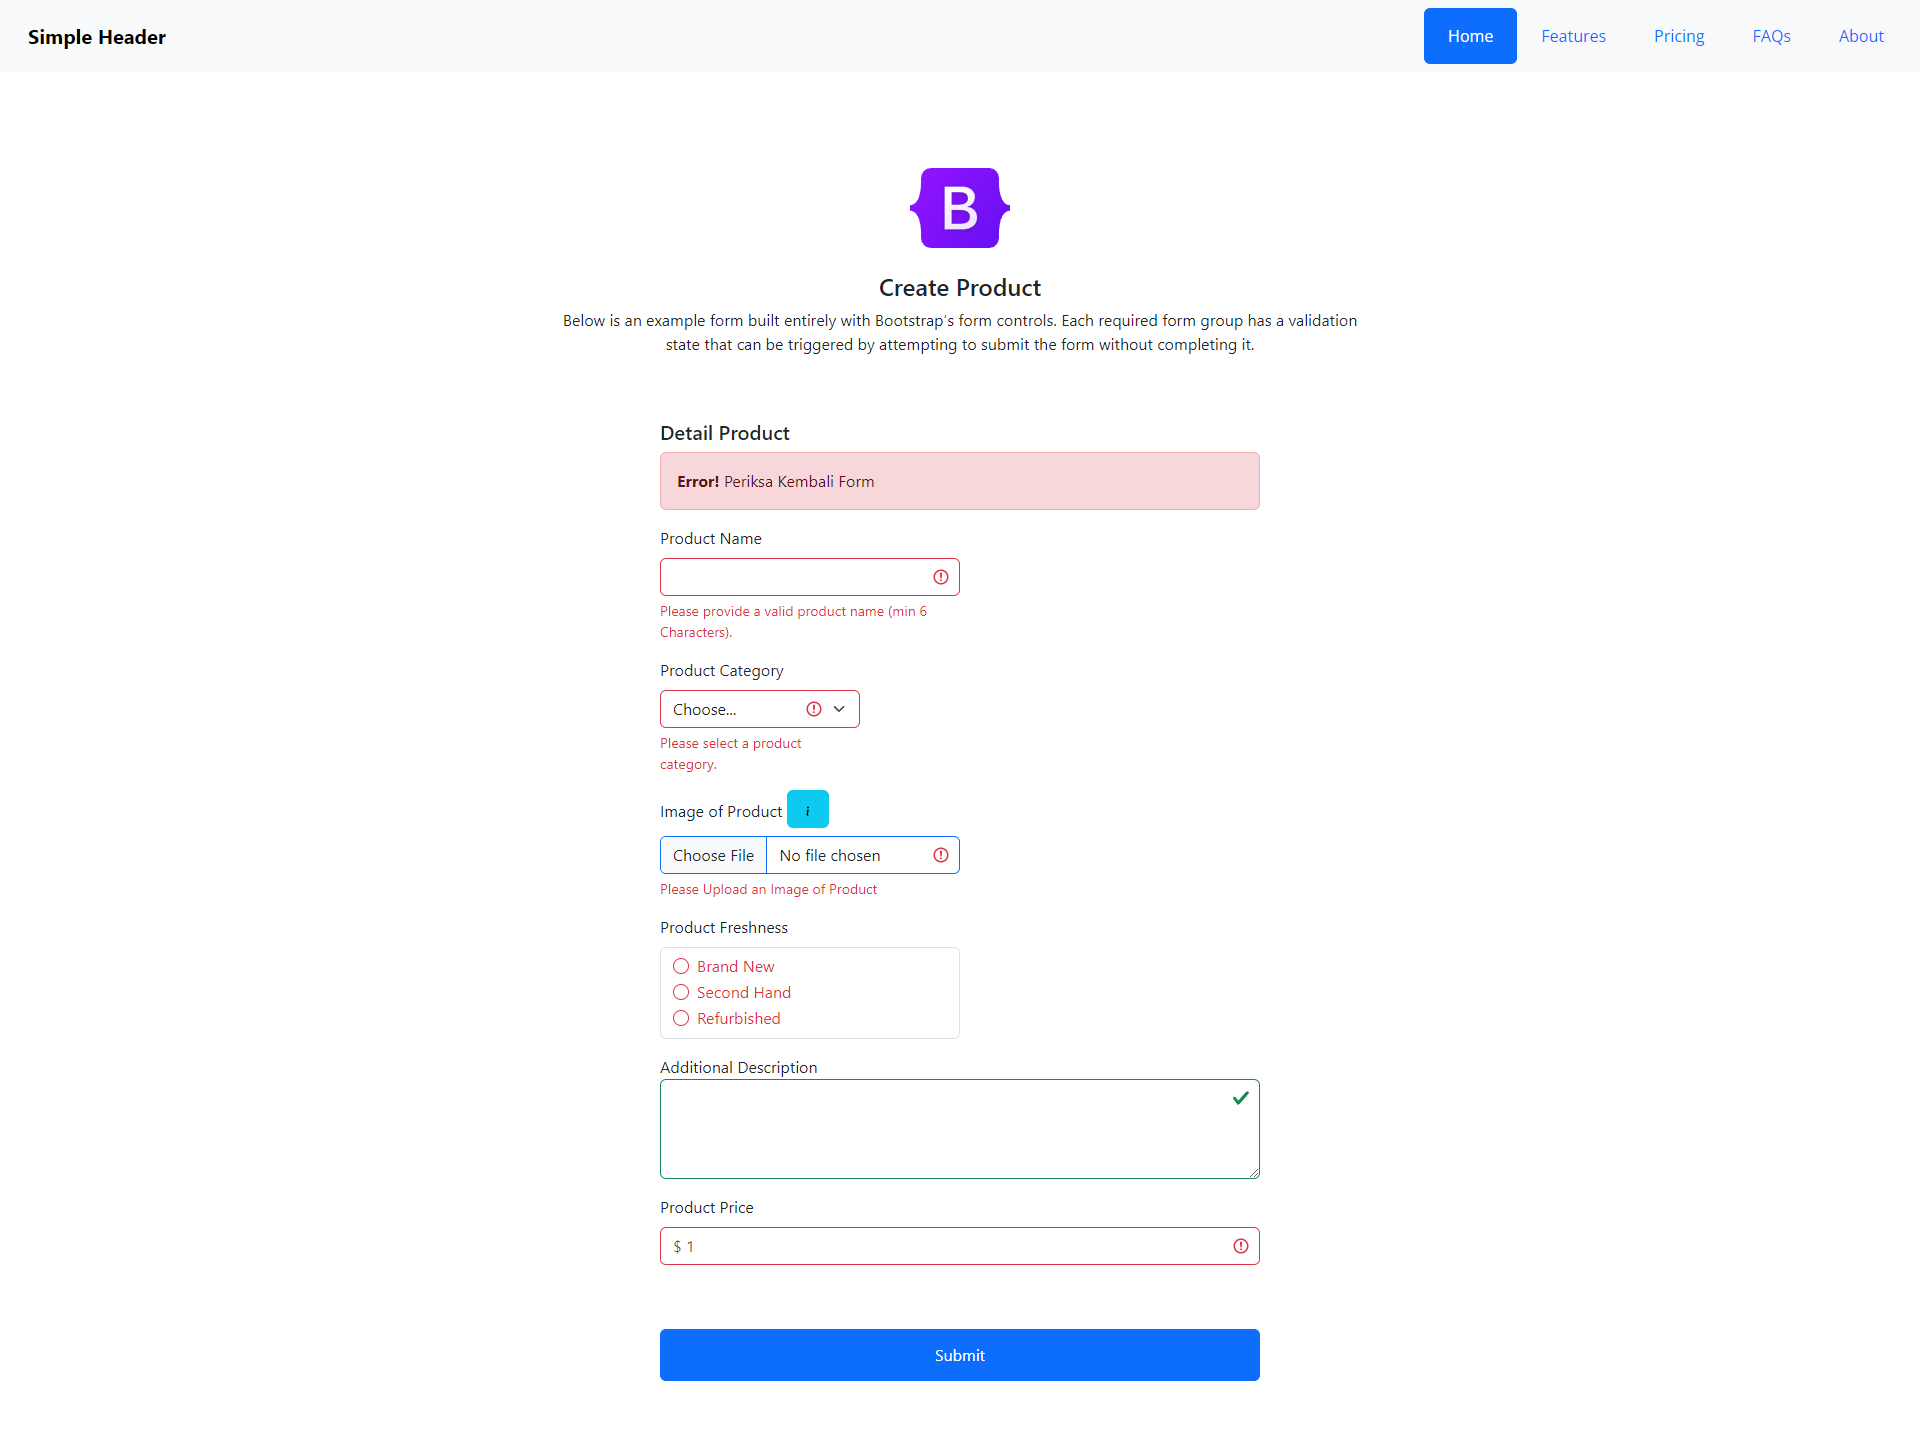 Simple Header
Home Features Pricing FAQs About
B
Create Product
Below is an example form built entirely with Bootstrap’s form controls. Each required form group has a validation
state that can be triggered by attempting to submit the form without completing it.
Detail Product
Error! Periksa Kembali Form
Product Name
Please provide a valid product name (min 6
Characters).
Product Category
Choose...
Please select a product
category.
Image of Product i
Choose File No file chosen
Please Upload an Image of Product
Product Freshness
Brand New
Second Hand
Refurbished
Additional Description
Product Price
$ 1
Submit